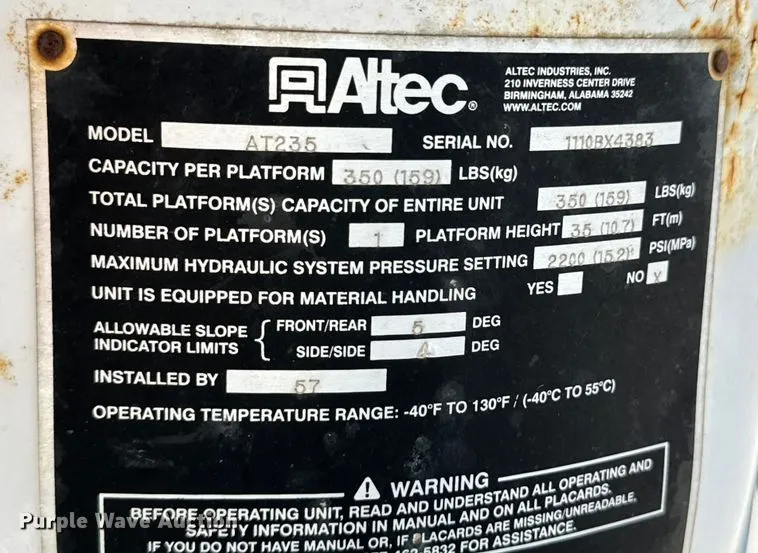 Altec®
ALTEC INDUSTRIES, INC.
210 INVERNESS CENTER DRIVE
BIRMINGHAM, ALABAMA 35242
WWW.ALTEC.COM
MODEL AT235 SERIAL NO. 1110BX4383
CAPACITY PER PLATFORM 350 (159) LBS(kg)
TOTAL PLATFORM(S) CAPACITY OF ENTIRE UNIT 350 (159) LBS(kg)
NUMBER OF PLATFORM(S) 1 PLATFORM HEIGHT 35 (10.7) FT(m)
MAXIMUM HYDRAULIC SYSTEM PRESSURE SETTING 2200 (15.2) PSI(MPa)
UNIT IS EQUIPPED FOR MATERIAL HANDLING YES NO X
ALLOWABLE SLOPE INDICATOR LIMITS
FRONT/REAR 5 DEG
SIDE/SIDE 4 DEG
INSTALLED BY 57
OPERATING TEMPERATURE RANGE: -40°F TO 130°F / (-40°C TO 55°C)
WARNING
BEFORE OPERATING UNIT, READ AND UNDERSTAND ALL OPERATING AND
SAFETY INFORMATION IN MANUAL AND ON ALL PLACARDS.
IF YOU DO NOT HAVE MANUAL OR, IF PLACARDS ARE MISSING/UNREADABLE,
5832 FOR ASSISTANCE.
Purple Wave Auction